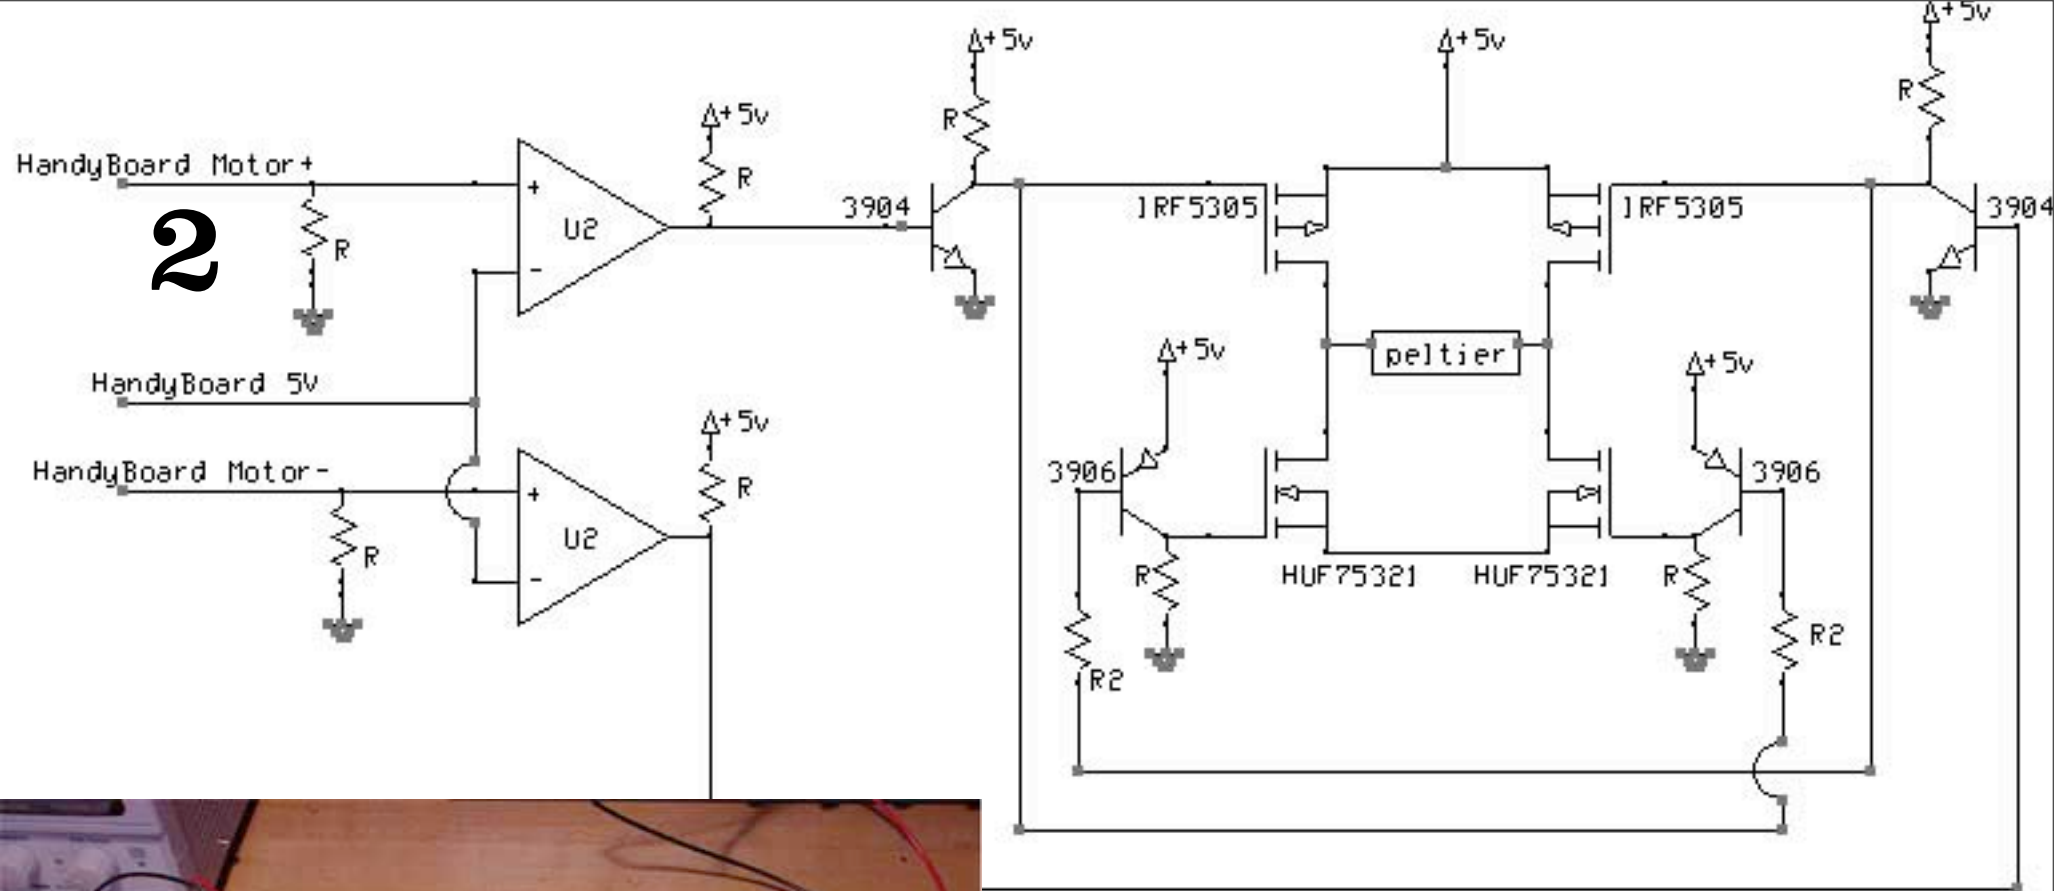 +5v
+5v
+5v
+5v
HandyBoard Motor+
R
R
R
R
3904
IRF5305
IRF5305
3904
2
U2
R
+5v
+5v
peltier
HandyBoard 5V
+5v
HandyBoard Motor-
R
3906
3906
U2
R
R
HUF75321
HUF75321
R
R2
R2